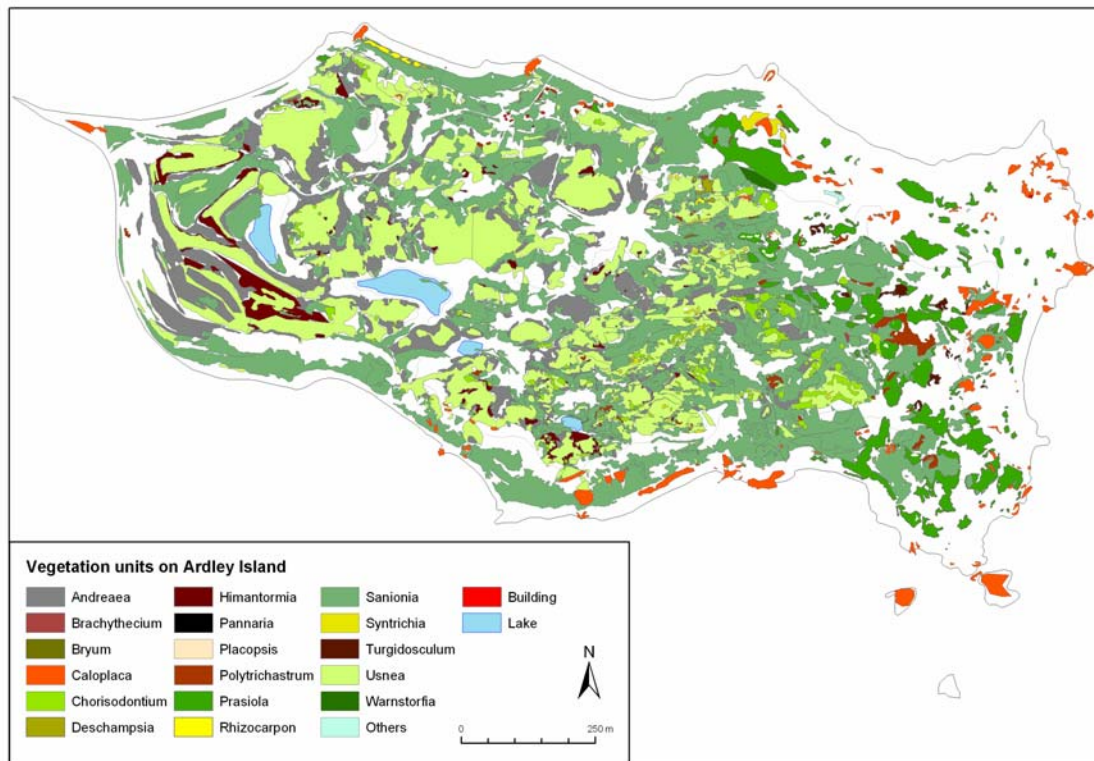 Vegetation units on Ardley Island
Andreaea Himantormia Sanionia Building
Brachythecium Pannaria Syntrichia Lake
Bryum Placopsis Turgidosculum
Caloplaca Polytrichastrum Usnea
Chorisodontium Prasiola Warnstorfia
Deschampsia Rhizocarpon Others
N
0 250 m